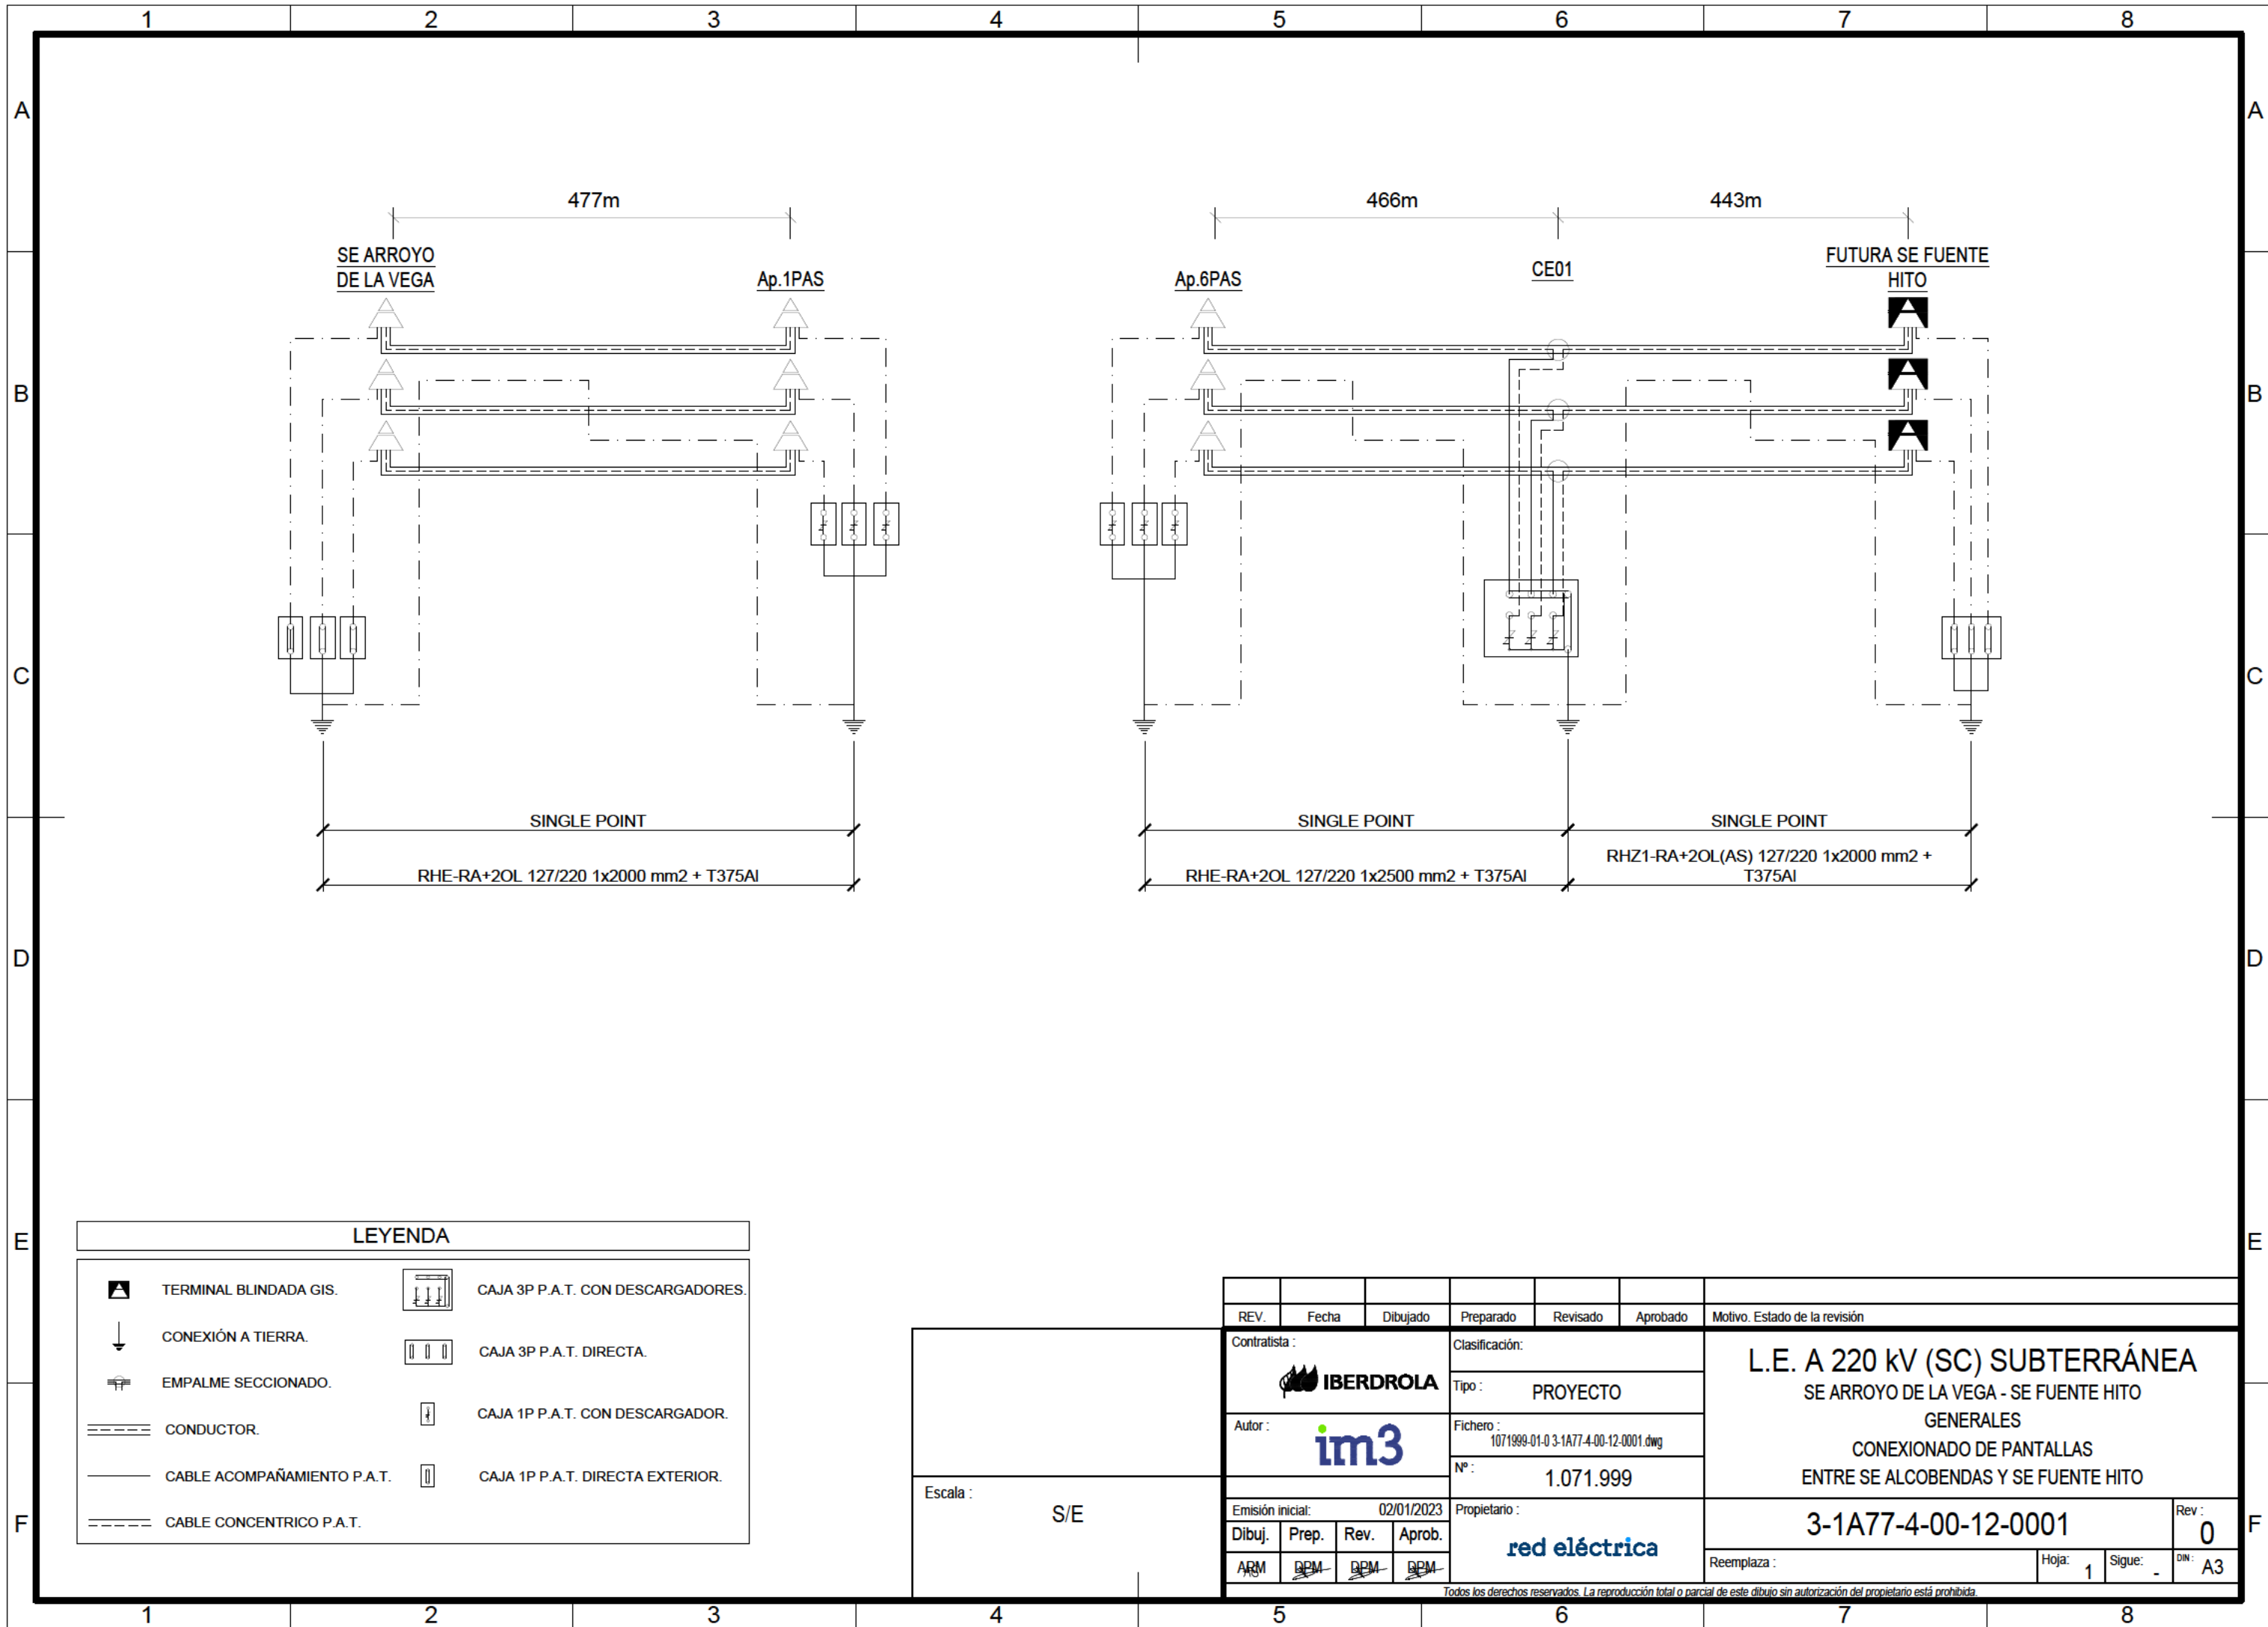 1 2 3 4 5 6 7 8
A A
B B
C C
D D
E E
F F
477m
466m
443m
SE ARROYO
DE LA VEGA
Ap.1PAS
Ap.6PAS
CE01
FUTURA SE FUENTE
HITO
SINGLE POINT
RHE-RA+2OL 127/220 1x2000 mm2 + T375Al
SINGLE POINT
RHE-RA+2OL 127/220 1x2500 mm2 + T375Al
SINGLE POINT
RHZ1-RA+2OL(AS) 127/220 1x2000 mm2 +
T375Al
LEYENDA
TERMINAL BLINDADA GIS.
CONEXIÓN A TIERRA.
EMPALME SECCIONADO.
CONDUCTOR.
CABLE ACOMPAÑAMIENTO P.A.T.
CABLE CONCENTRICO P.A.T.
CAJA 3P P.A.T. CON DESCARGADORES.
CAJA 3P P.A.T. DIRECTA.
CAJA 1P P.A.T. CON DESCARGADOR.
CAJA 1P P.A.T. DIRECTA EXTERIOR.
Escala :
S/E
REV. Fecha Dibujado Preparado Revisado Aprobado Motivo. Estado de la revisión
Contratista :
IBERDROLA
Autor :
im3
Clasificación:
Tipo : PROYECTO
Fichero :
1071999-01-0 3-1A77-4-00-12-0001.dwg
Nº :
1.071.999
Emisión inicial: 02/01/2023
Dibuj. Prep. Rev. Aprob.
ARM DPM DPM DPM
Propietario :
red eléctrica
L.E. A 220 kV (SC) SUBTERRÁNEA
SE ARROYO DE LA VEGA - SE FUENTE HITO
GENERALES
CONEXIONADO DE PANTALLAS
ENTRE SE ALCOBENDAS Y SE FUENTE HITO
3-1A77-4-00-12-0001
Rev :
0
Reemplaza :
Hoja: 1
Sigue: -
DIN : A3
Todos los derechos reservados. La reproducción total o parcial de este dibujo sin autorización del propietario está prohibida.
1 2 3 4 5 6 7 8